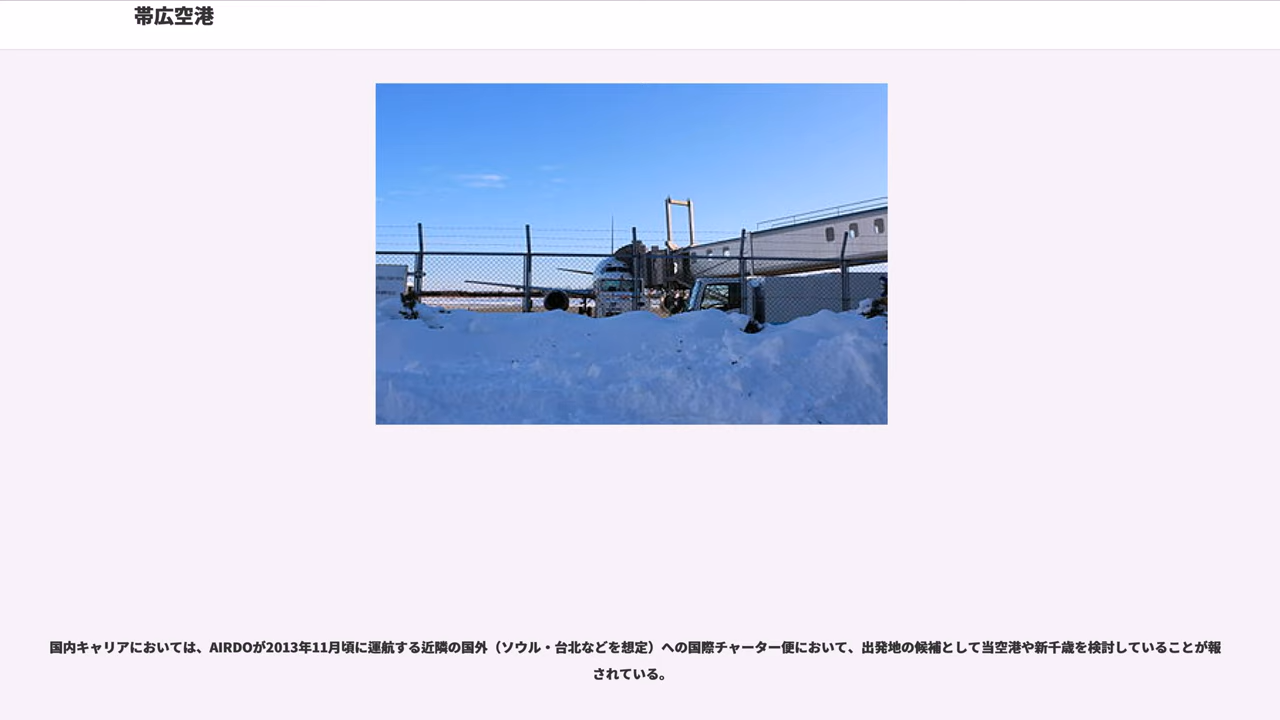 帯広空港
国内キャリアにおいては、AIRDOが2013年11月頃に運航する近隣の国外（ソウル・台北などを想定）への国際チャーター便において、出発地の候補として当空港や新千歳を検討していることが報
されている。